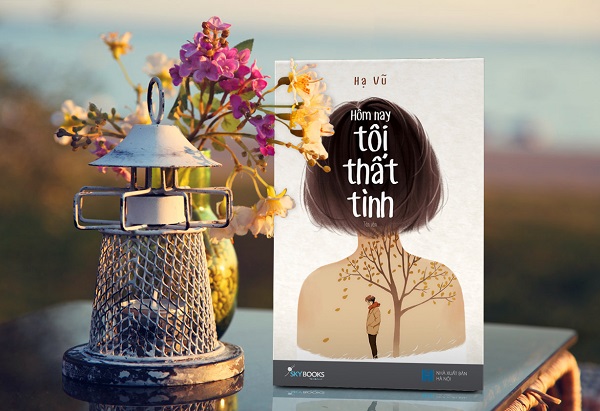 Hạ Vũ
Hôm nay
tôi
thất
tình
SKYBOOKS
NHÀ XUẤT BẢN
HÀ NỘI